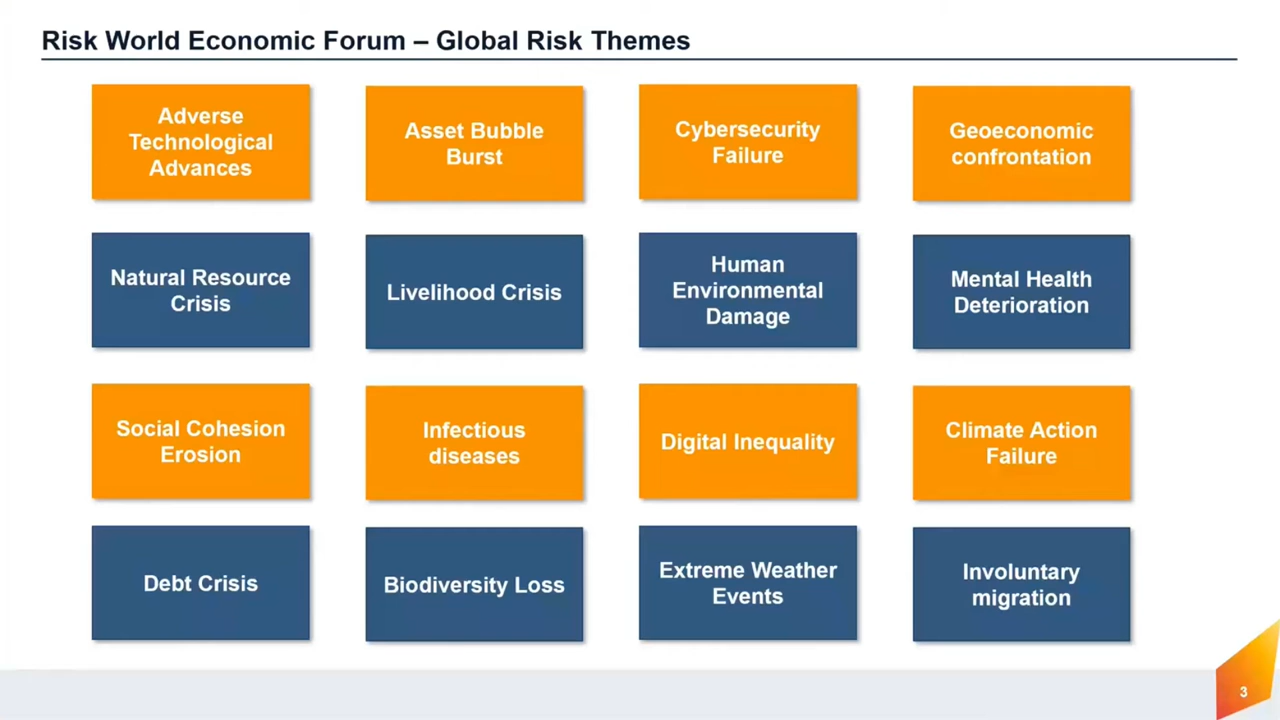 Risk World Economic Forum – Global Risk Themes
Adverse
Technological
Advances
Asset Bubble
Burst
Cybersecurity
Failure
Geoeconomic
confrontation
Natural Resource
Crisis
Livelihood Crisis
Human
Environmental
Damage
Mental Health
Deterioration
Social Cohesion
Erosion
Infectious
diseases
Digital Inequality
Climate Action
Failure
Debt Crisis
Biodiversity Loss
Extreme Weather
Events
Involuntary
migration
3